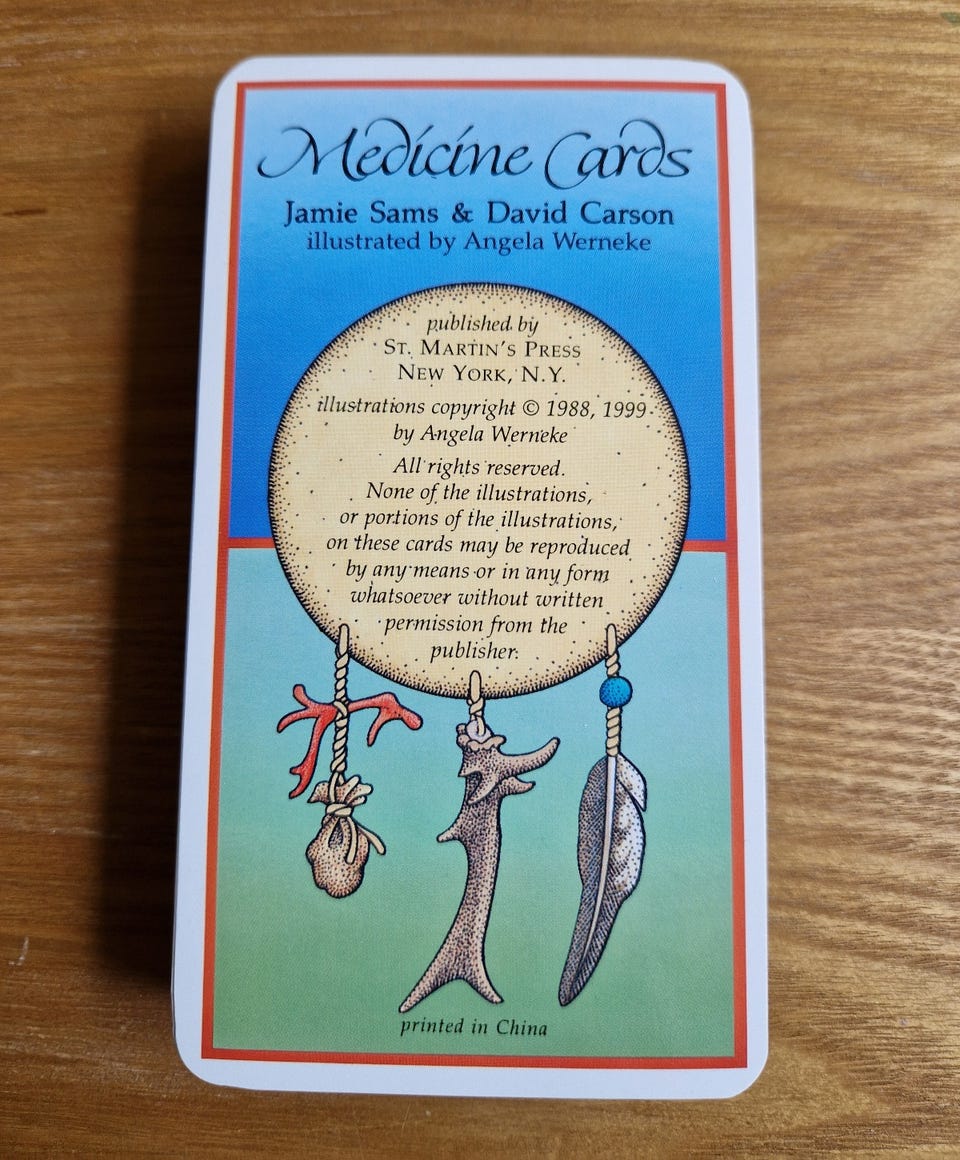 Medicine Cards
Jamie Sams & David Carson
illustrated by Angela Werneke
published by
St. Martin's Press
New York, N.Y.
illustrations copyright © 1988, 1999
by Angela Werneke
All rights reserved.
None of the illustrations,
or portions of the illustrations,
on these cards may be reproduced
by any means or in any form
whatsoever without written
permission from the
publisher.
printed in China